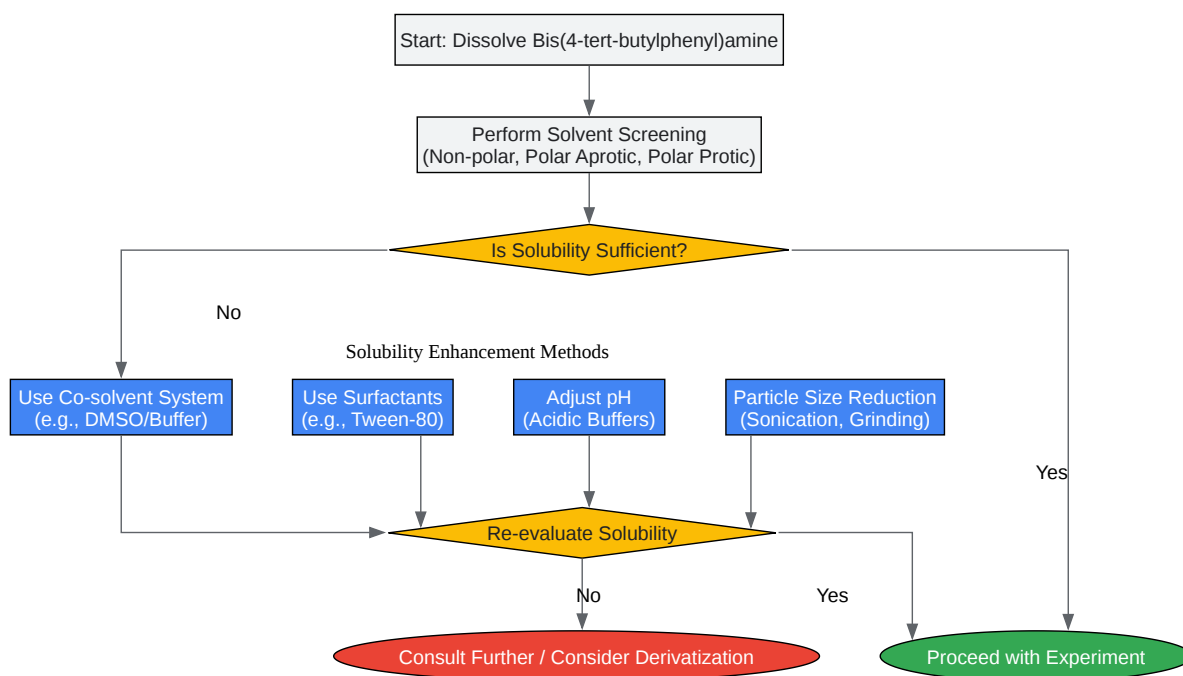 Start: Dissolve Bis(4-tert-butylphenyl)amine
Perform Solvent Screening
(Non-polar, Polar Aprotic, Polar Protic)
Is Solubility Sufficient?
No
Solubility Enhancement Methods
Use Co-solvent System
(e.g., DMSO/Buffer)
Use Surfactants
(e.g., Tween-80)
Adjust pH
(Acidic Buffers)
Particle Size Reduction
(Sonication, Grinding)
Yes
Re-evaluate Solubility
No
Yes
Consult Further / Consider Derivatization
Proceed with Experiment